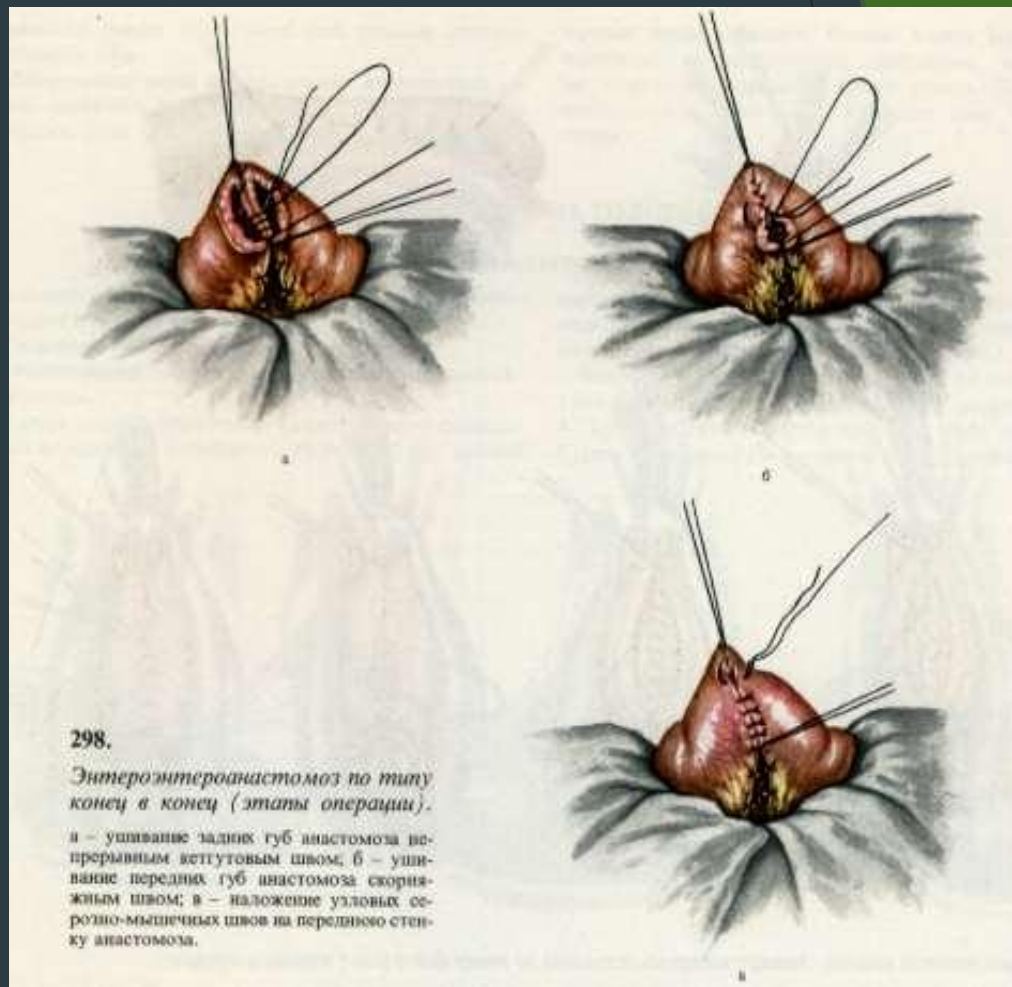 а
б
298.
Энтероэнтероанастомоз по типу
конец в конец (этапы операции).
а – ушивание задних губ анастомоза не-
прерывным кетгутовым швом; б – уши-
вание передних губ анастомоза скорня-
жным швом; в – наложение узловых се-
розно-мышечных швов на переднюю стен-
ку анастомоза.
в